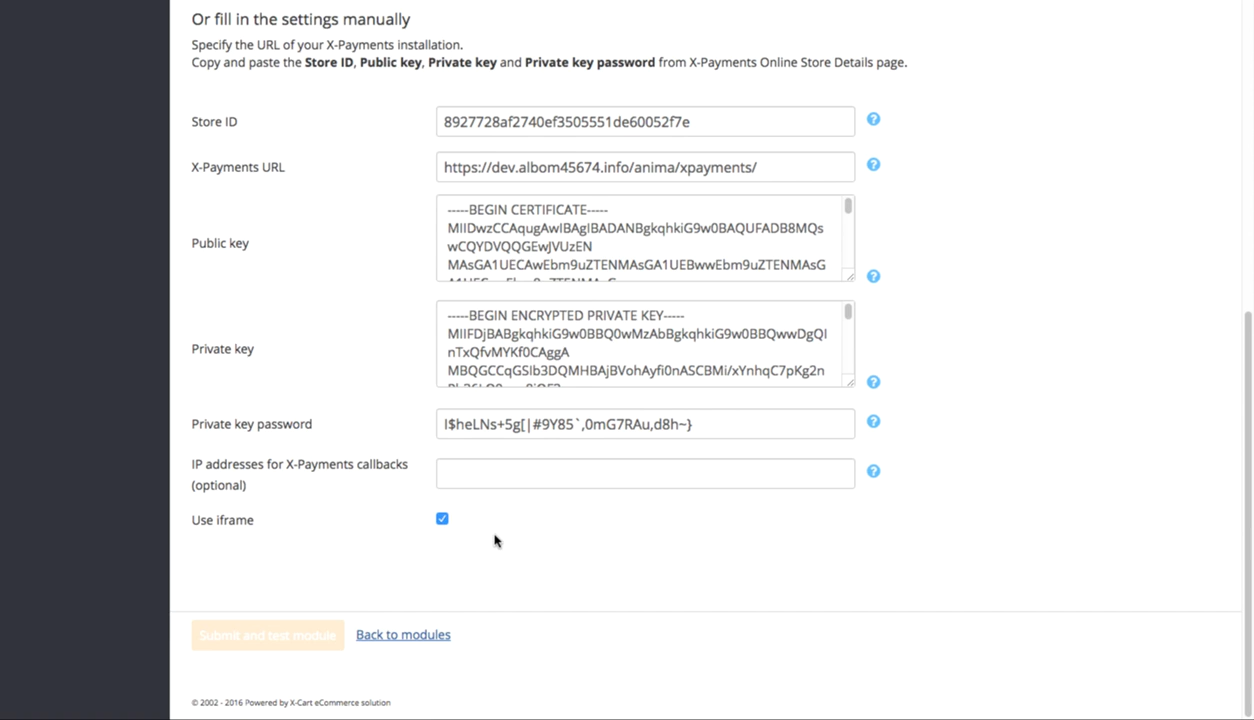 Or fill in the settings manually
Specify the URL of your X-Payments installation.
Copy and paste the Store ID, Public key, Private key and Private key password from X-Payments Online Store Details page.
Store ID
8927728af2740ef3505551de60052f7e
X-Payments URL
https://dev.albom45674.info/anima/xpayments/
Public key
-----BEGIN CERTIFICATE-----
MIIDwzCCAqugAwIBAgIBADANBgkqhkiG9w0BAQUFADB8MQs
wCQYDVQQGEwJVUzEN
MAsGA1UECAwEbm9uZTENMAsGA1UEBwwEbm9uZTENMAsG
Private key
-----BEGIN ENCRYPTED PRIVATE KEY-----
MIIFDjBABgkqhkiG9w0BBQ0wMzAbBgkqhkiG9w0BBQwwDgQI
nTxQfvMYKf0CAggA
MBQGCCqGSIb3DQMHBAjBVohAyfi0nASCBMi/xYnhqC7pKg2n
Private key password
l$heLNs+5g[|#9Y85`,0mG7RAu,d8h~}
IP addresses for X-Payments callbacks
(optional)
Use iframe
Submit and test module
Back to modules
© 2002 - 2016 Powered by X-Cart eCommerce solution